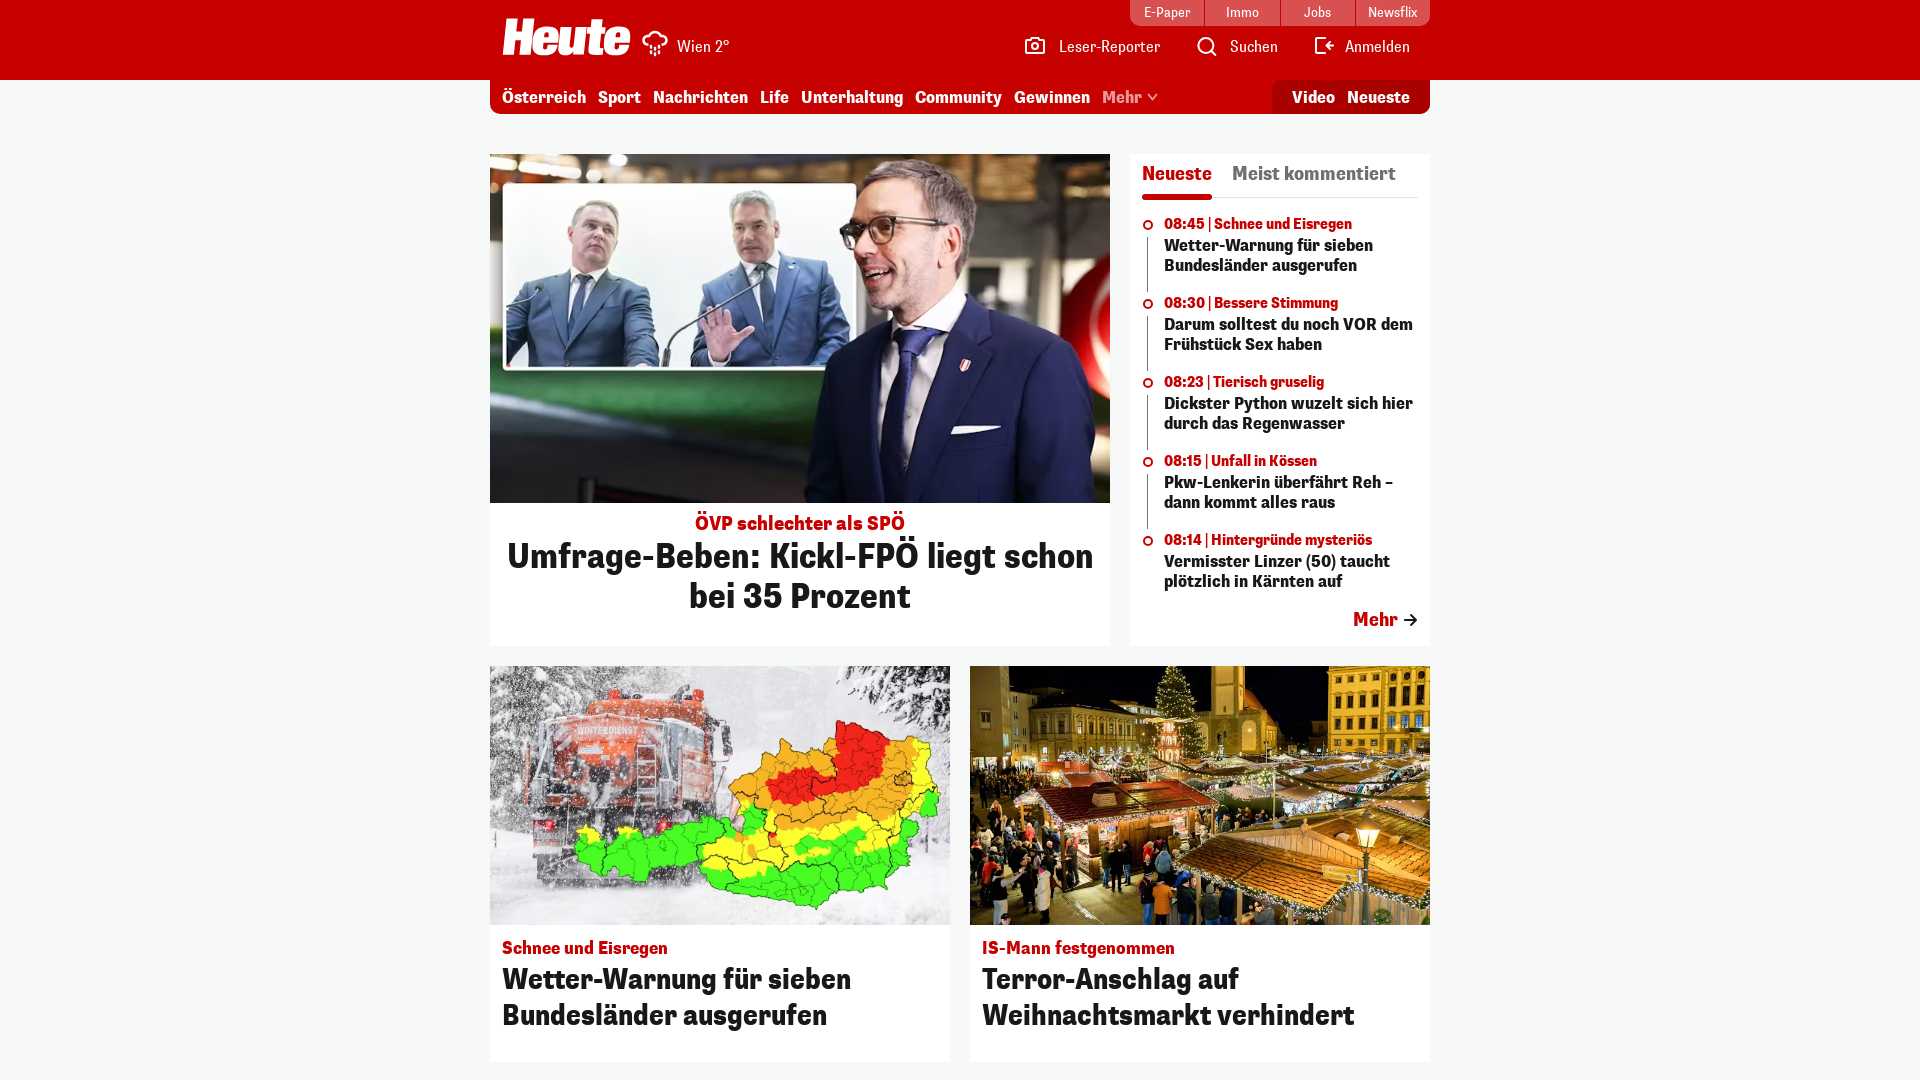 E-Paper
Immo
Jobs
Newsflix
Heute
Wien 2°
Leser-Reporter
Suchen
Anmelden
Österreich
Sport
Nachrichten
Life
Unterhaltung
Community
Gewinnen
Mehr
Video
Neueste
ÖVP schlechter als SPÖ
Umfrage-Beben: Kickl-FPÖ liegt schon
bei 35 Prozent
Neueste
Meist kommentiert
08:45 | Schnee und Eisregen
Wetter-Warnung für sieben
Bundesländer ausgerufen
08:30 | Bessere Stimmung
Darum solltest du noch VOR dem
Frühstück Sex haben
08:23 | Tierisch gruselig
Dickster Python wuzelt sich hier
durch das Regenwasser
08:15 | Unfall in Kössen
Pkw-Lenkerin überfährt Reh –
dann kommt alles raus
08:14 | Hintergründe mysteriös
Vermisster Linzer (50) taucht
plötzlich in Kärnten auf
Mehr
WINTERDIENST
Schnee und Eisregen
Wetter-Warnung für sieben
Bundesländer ausgerufen
IS-Mann festgenommen
Terror-Anschlag auf
Weihnachtsmarkt verhindert